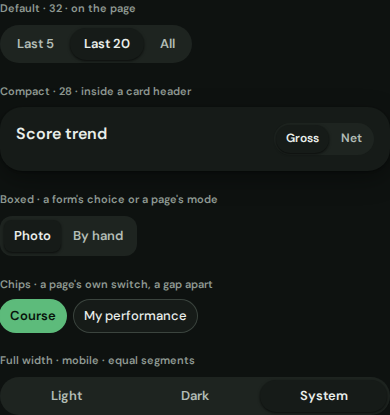 Default · 32 · on the page
Last 5 Last 20 All
Compact · 28 · inside a card header
Score trend Gross Net
Boxed · a form's choice or a page's mode
Photo By hand
Chips · a page's own switch, a gap apart
Course My performance
Full width · mobile · equal segments
Light Dark System